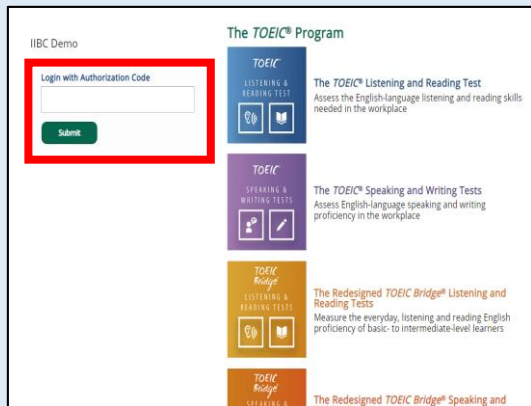 IIBC Demo
Login with Authorization Code
Submit
The TOEIC® Program
TOEIC
LISTENING &
READING TEST
The TOEIC® Listening and Reading Test
Assess the English-language listening and reading skills
needed in the workplace
TOEIC
SPEAKING &
WRITING TESTS
The TOEIC® Speaking and Writing Tests
Assess English-language speaking and writing
proficiency in the workplace
TOEIC
Bridge
LISTENING &
READING TESTS
The Redesigned TOEIC Bridge® Listening and
Reading Tests
Measure the everyday, listening and reading English
proficiency of basic- to intermediate-level learners
TOEIC
Bridge
SPEAKING &
The Redesigned TOEIC Bridge® Speaking and